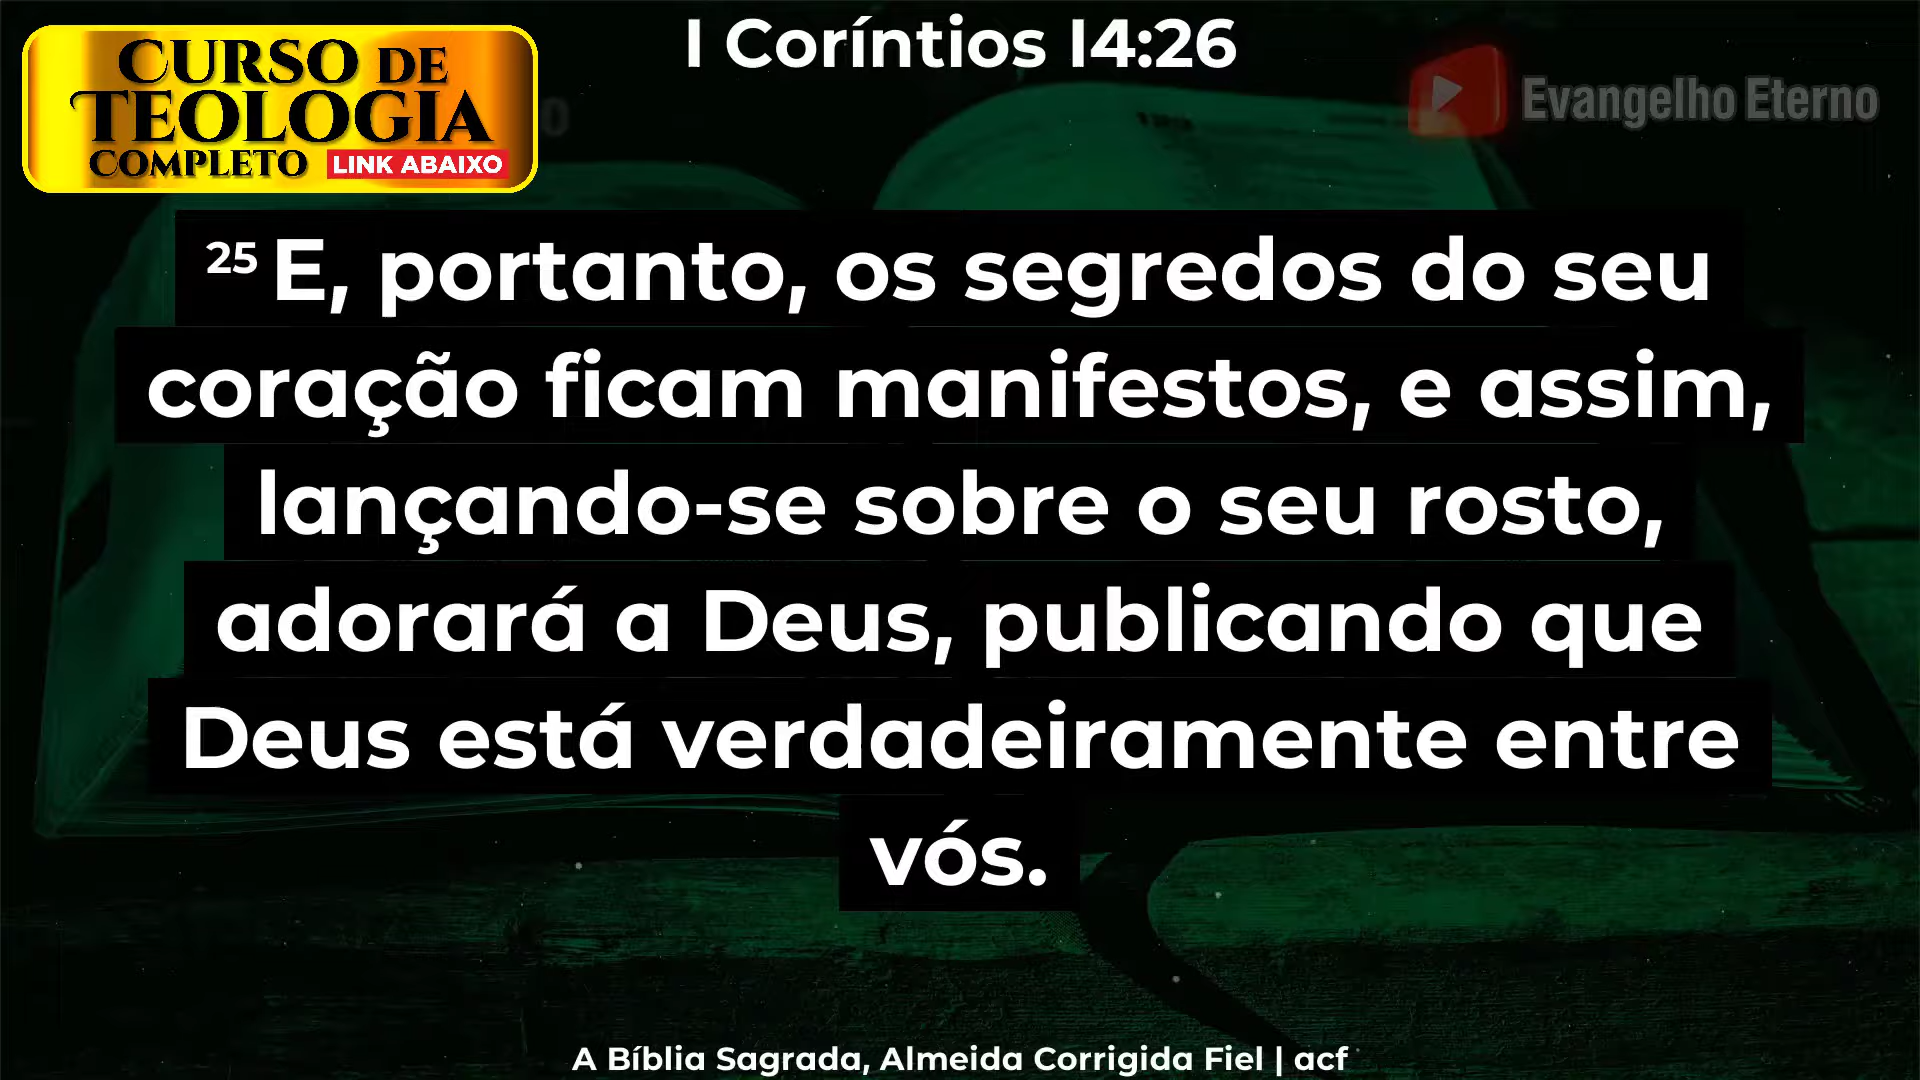 I Coríntios 14:26
CURSO DE
TEOLOGIA
COMPLETO LINK ABAIXO
Evangelho Eterno
25 E, portanto, os segredos do seu
coração ficam manifestos, e assim,
lançando-se sobre o seu rosto,
adorará a Deus, publicando que
Deus está verdadeiramente entre
vós.
A Bíblia Sagrada, Almeida Corrigida Fiel | acf